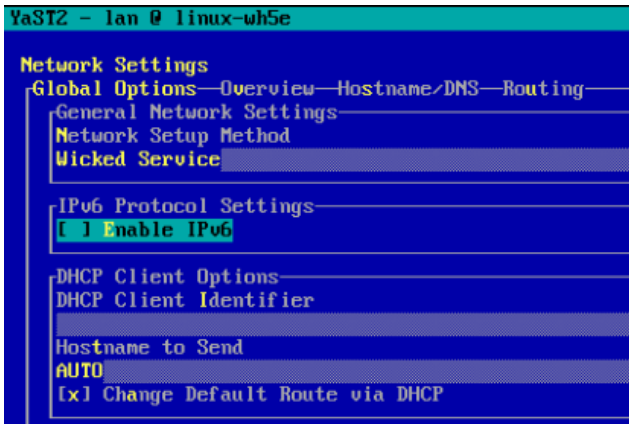 YaST2 - lan @ linux-wh5e
Network Settings
Global Options—Overview—Hostname/DNS—Routing
General Network Settings
Network Setup Method
Wicked Service
IPv6 Protocol Settings
[ ] Enable IPv6
DHCP Client Options
DHCP Client Identifier
Hostname to Send
AUTO
[x] Change Default Route via DHCP